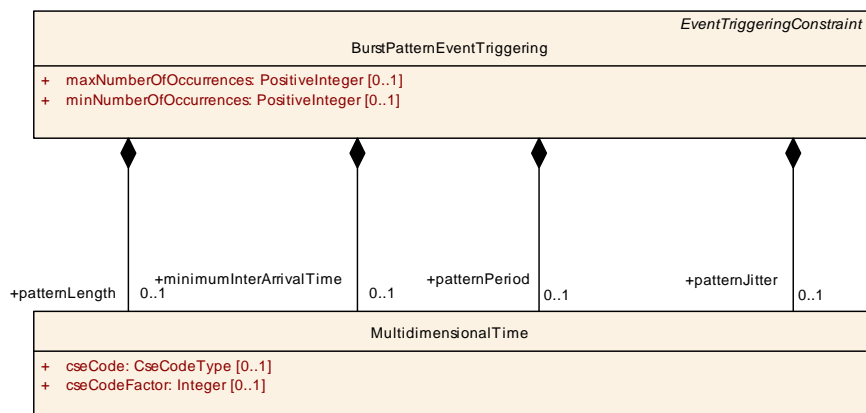 EventTriggeringConstraint
BurstPatternEventTriggering
+ maxNumberOfOccurrences: PositiveInteger [0..1]
+ minNumberOfOccurrences: PositiveInteger [0..1]
+patternLength 0..1
+minimumInterArrivalTime 0..1
+patternPeriod 0..1
+patternJitter 0..1
MultidimensionalTime
+ cseCode: CseCodeType [0..1]
+ cseCodeFactor: Integer [0..1]